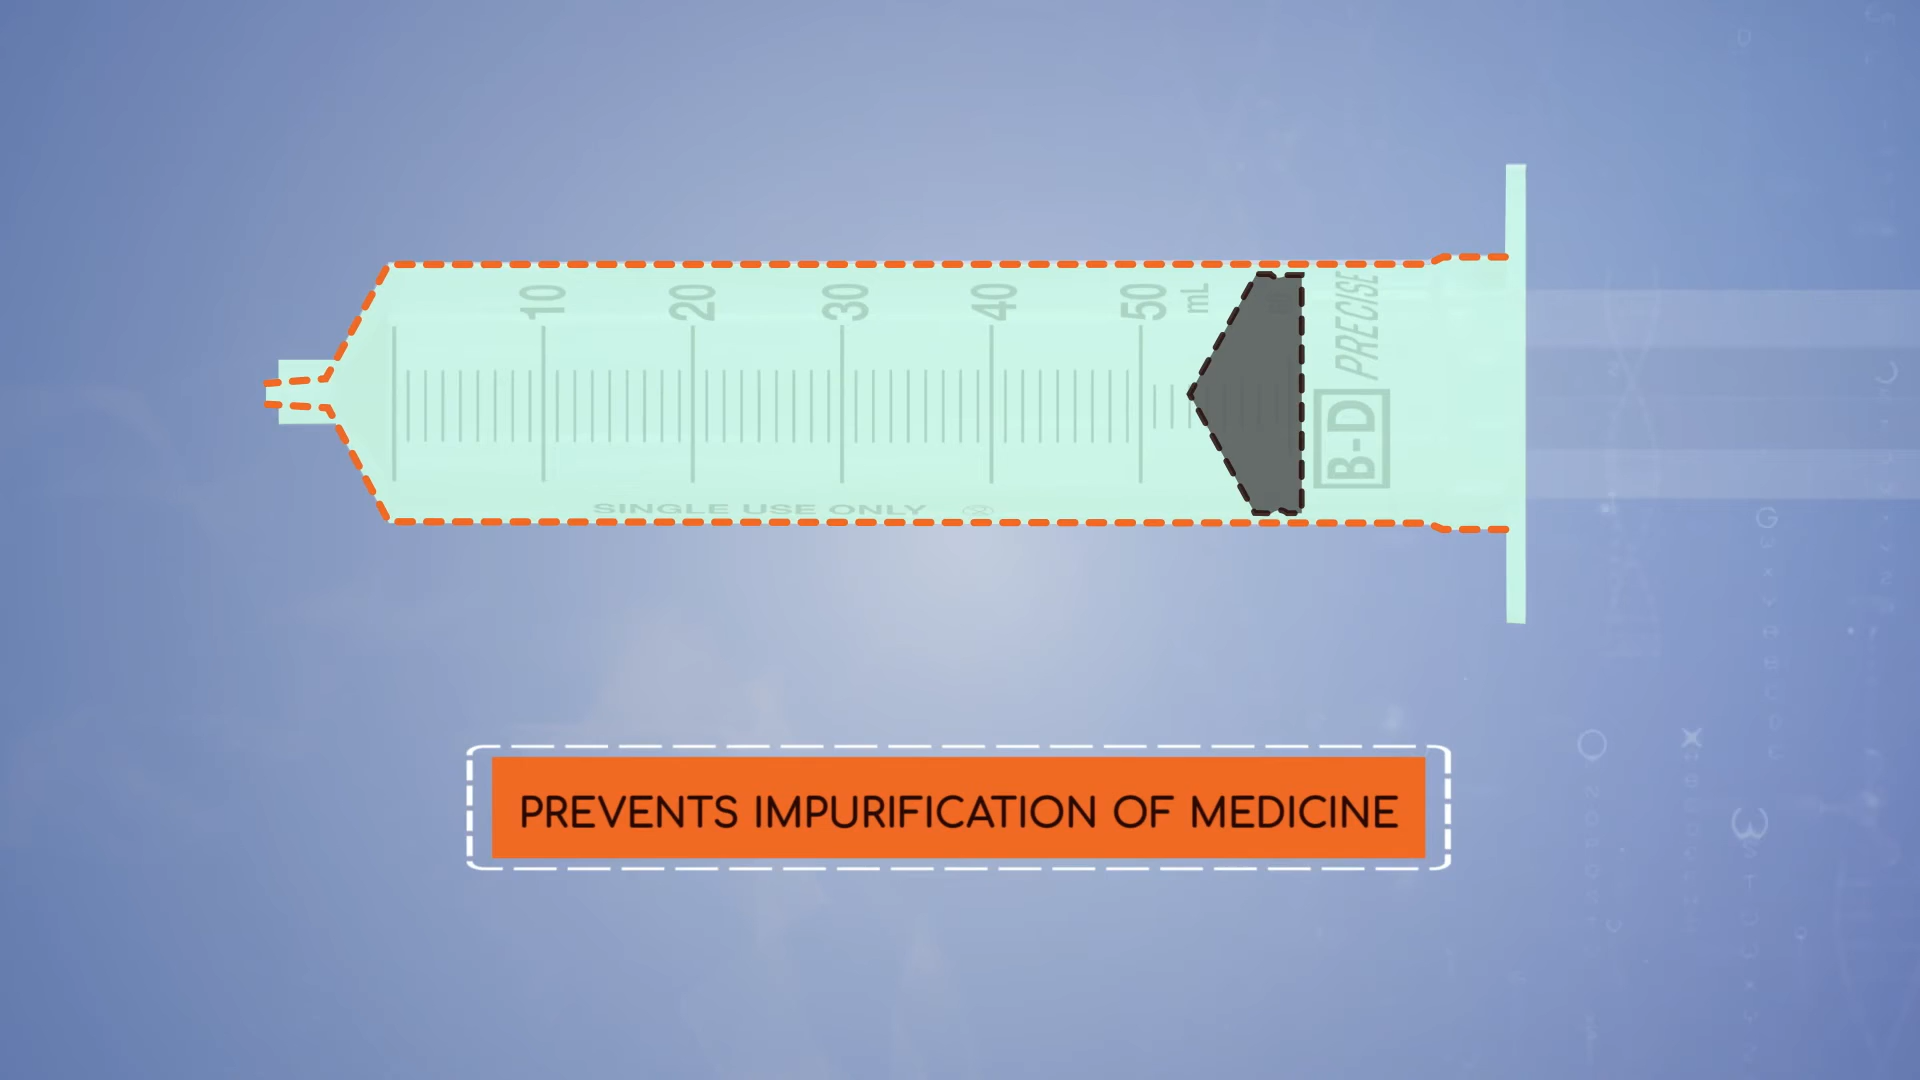 10 20 30 40 50 mL
PRECISE
B-D
SINGLE USE ONLY
PREVENTS IMPURIFICATION OF MEDICINE